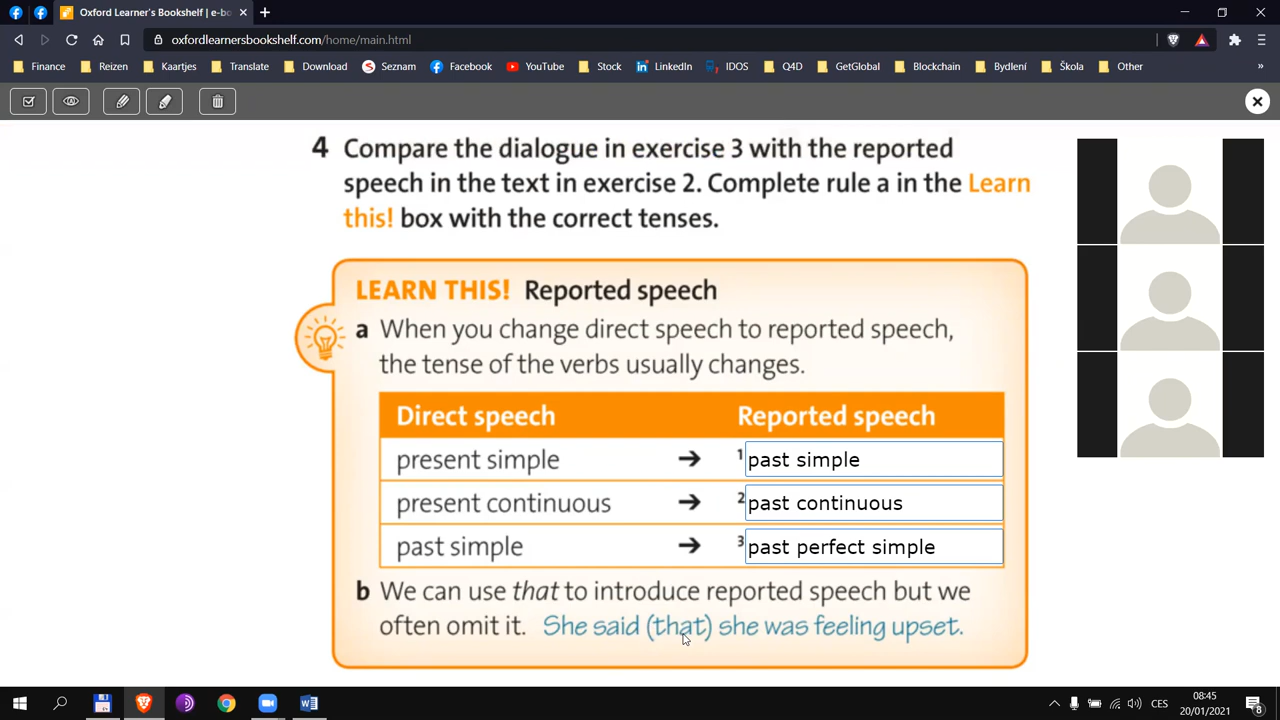 Oxford Learner's Bookshelf | e-bo
oxfordlearnersbookshelf.com/home/main.html
Finance Reizen Kaartjes Translate Download Seznam Facebook YouTube Stock LinkedIn IDOS Q4D GetGlobal Blockchain Bydlení Škola Other »
4 Compare the dialogue in exercise 3 with the reported
speech in the text in exercise 2. Complete rule a in the Learn
this! box with the correct tenses.
LEARN THIS! Reported speech
a When you change direct speech to reported speech,
the tense of the verbs usually changes.
Direct speech Reported speech
present simple → 1 past simple
present continuous → 2 past continuous
past simple → 3 past perfect simple
b We can use that to introduce reported speech but we
often omit it. She said (that) she was feeling upset.
CES
08:45
20/01/2021
8